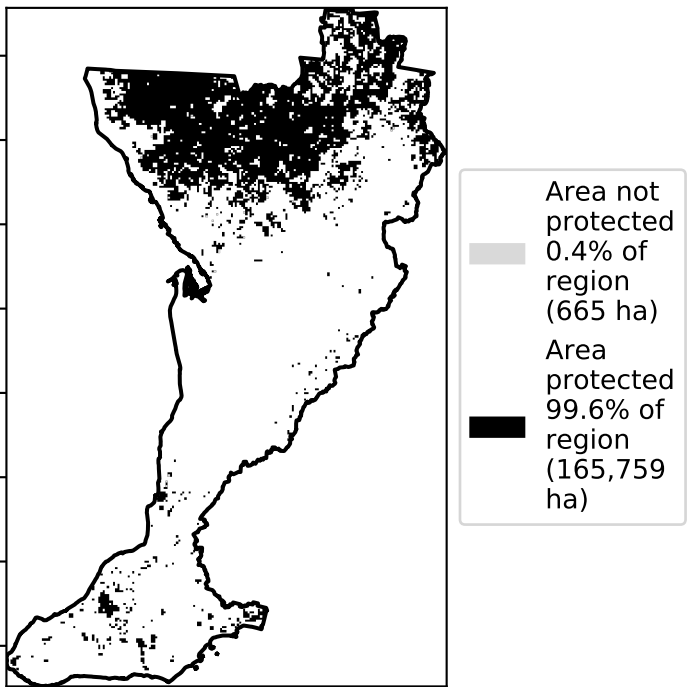 Area not
protected
0.4% of
region
(665 ha)
Area
protected
99.6% of
region
(165,759
ha)